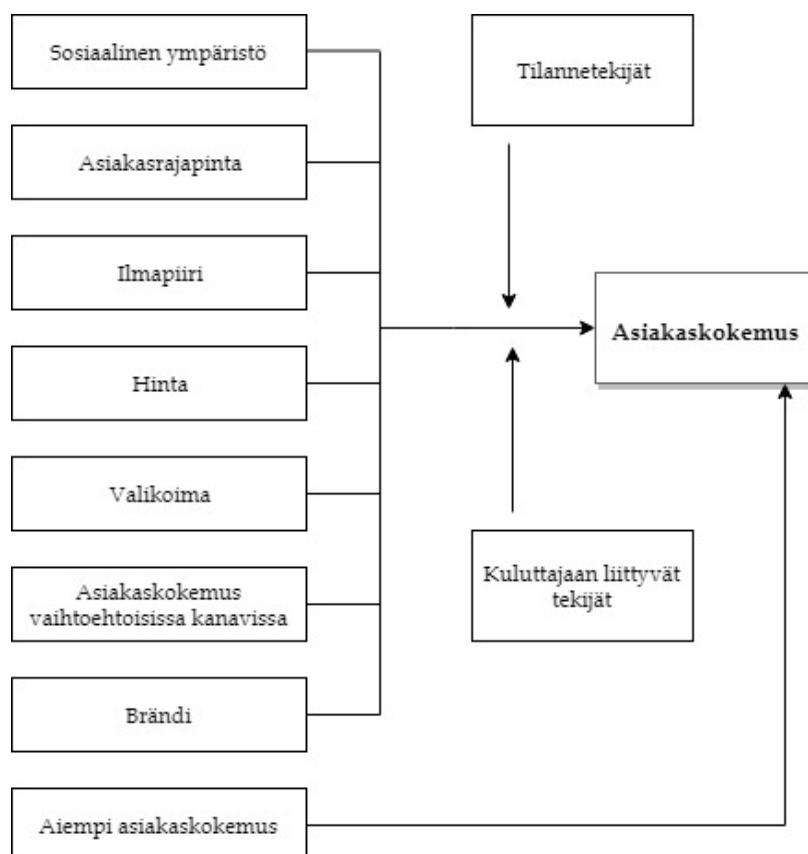 Sosiaalinen ympäristö
Asiakasrajapinta
Ilmapiiri
Hinta
Valikoima
Asiakaskokemus
vaihtoehtoisissa kanavissa
Brändi
Aiempi asiakaskokemus
Tilannetekijät
Kuluttajaan liittyvät
tekijät
Asiakaskokemus